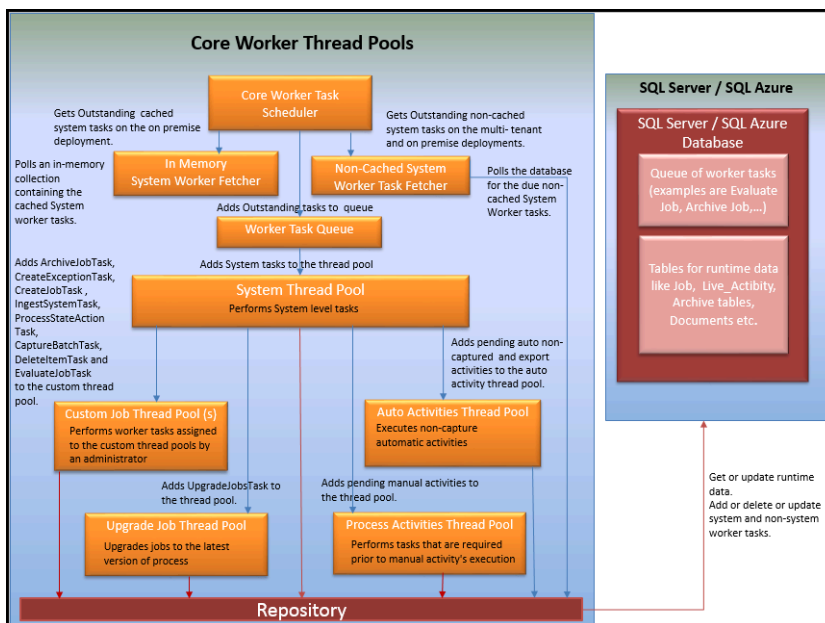 Core Worker Thread Pools
Core Worker Task
Scheduler
Gets Outstanding cached
system tasks on the on premise
deployment.
Gets Outstanding non-cached
system tasks on the multi- tenant
and on premise deployments.
Polls an in-memory
collection
containing the
cached System
worker tasks.
In Memory
System Worker Fetcher
Non-Cached System
Worker Task Fetcher
Polls the database
for the due non-
cached System
Worker tasks.
Adds Outstanding tasks to queue
Worker Task Queue
Adds System tasks to the thread pool
System Thread Pool
Performs System level tasks
Adds ArchiveJobTask,
CreateExceptionTask,
CreateJobTask ,
IngestSystemTask,
ProcessStateAction
Task,
CaptureBatchTask,
DeleteItemTask and
EvaluateJobTask
to the custom thread
pool.
Adds pending auto non-
captured and export
activities to the auto
activity thread pool.
Custom Job Thread Pool (s)
Performs worker tasks assigned
to the custom thread pools by
an administrator
Auto Activities Thread Pool
Executes non-capture
automatic activities
Adds UpgradeJobsTask to
the thread pool.
Adds pending manual activities to
the thread pool.
Upgrade Job Thread Pool
Upgrades jobs to the latest
version of process
Process Activities Thread Pool
Performs tasks that are required
prior to manual activity's execution
Repository
SQL Server / SQL Azure
SQL Server / SQL Azure
Database
Queue of worker tasks
(examples are Evaluate
Job, Archive Job,...)
Tables for runtime data
like Job, Live_Actibity,
Archive tables,
Documents etc.
Get or update runtime
data.
Add or delete or update
system and non-system
worker tasks.